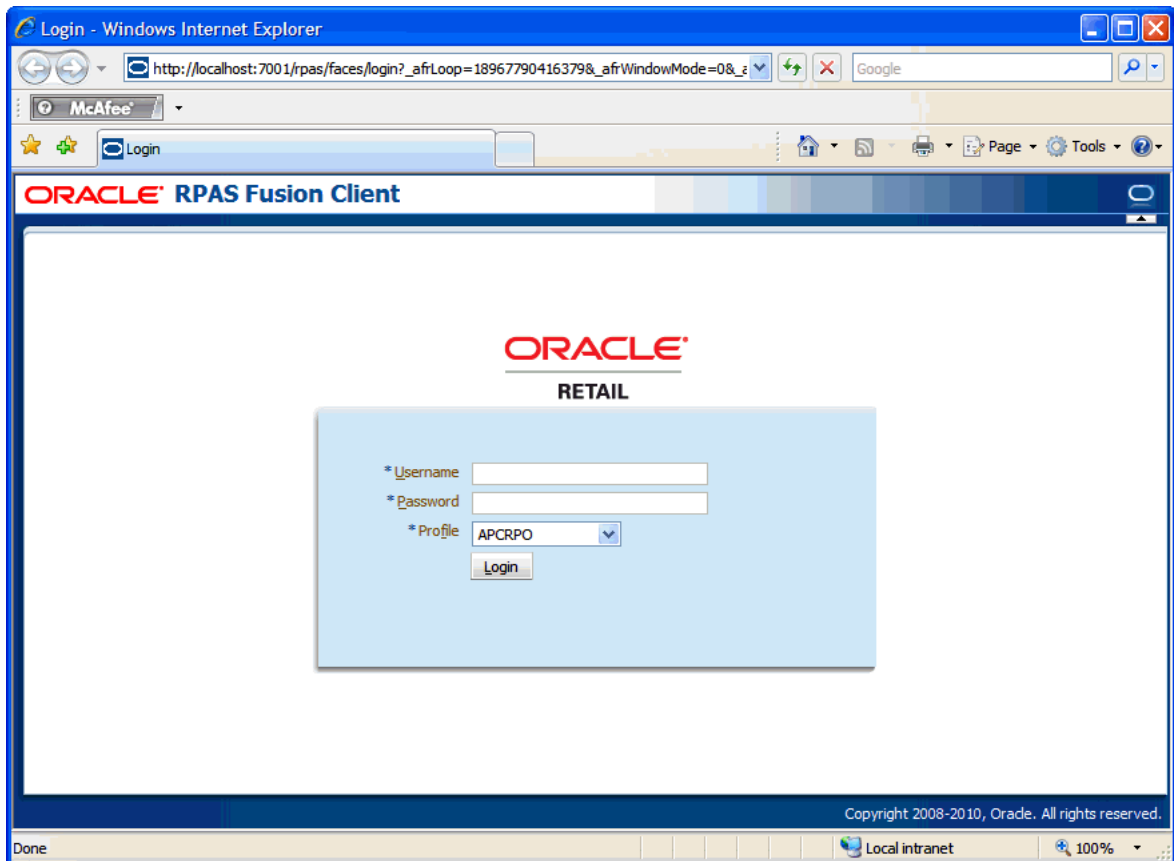 Login - Windows Internet Explorer
http://localhost:7001/rpas/faces/login?_afrLoop=18967790416379&_afrWindowMode=0&_a
Google
McAfee
Login
Page
Tools
ORACLE RPAS Fusion Client
ORACLE
RETAIL
* Username
* Password
* Profile APCRPO
Login
Copyright 2008-2010, Oracle. All rights reserved.
Done
Local intranet
100%